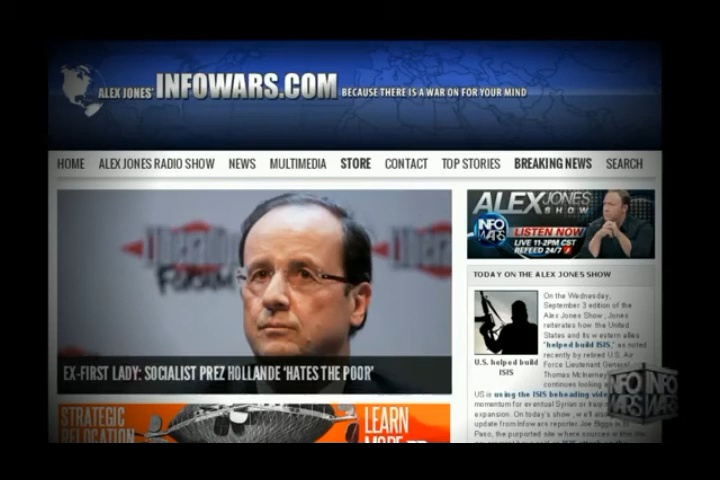 ALEX JONES' INFOWARS.COM BECAUSE THERE IS A WAR ON FOR YOUR MIND
HOME ALEX JONES RADIO SHOW NEWS MULTIMEDIA STORE CONTACT TOP STORIES BREAKING NEWS SEARCH
Libération
Forum
EX-FIRST LADY: SOCIALIST PREZ HOLLANDE 'HATES THE POOR'
STRATEGIC
RELOCATION
LEARN
MORE
ALEX JONES
SHOW
INFO
WARS
LISTEN NOW
LIVE 11-2PM CST
REFEED 24/7
TODAY ON THE ALEX JONES SHOW
U.S. helped build
ISIS
On the Wednesday,
September 3 edition of the
Alex Jones Show, Jones
reiterates how the United
States and its western allies
"helped build ISIS," as noted
recently by retired U.S. Air
Force Lieutenant General
Thomas McInerney
continues looking
US is using the ISIS beheading
momentum for eventual Syrian or Iraq
expansion. On today's show, we'll
update from Infowars reporter Joe Biggs in
Paso, the purported site where sources
INFO INFO
WARS WARS